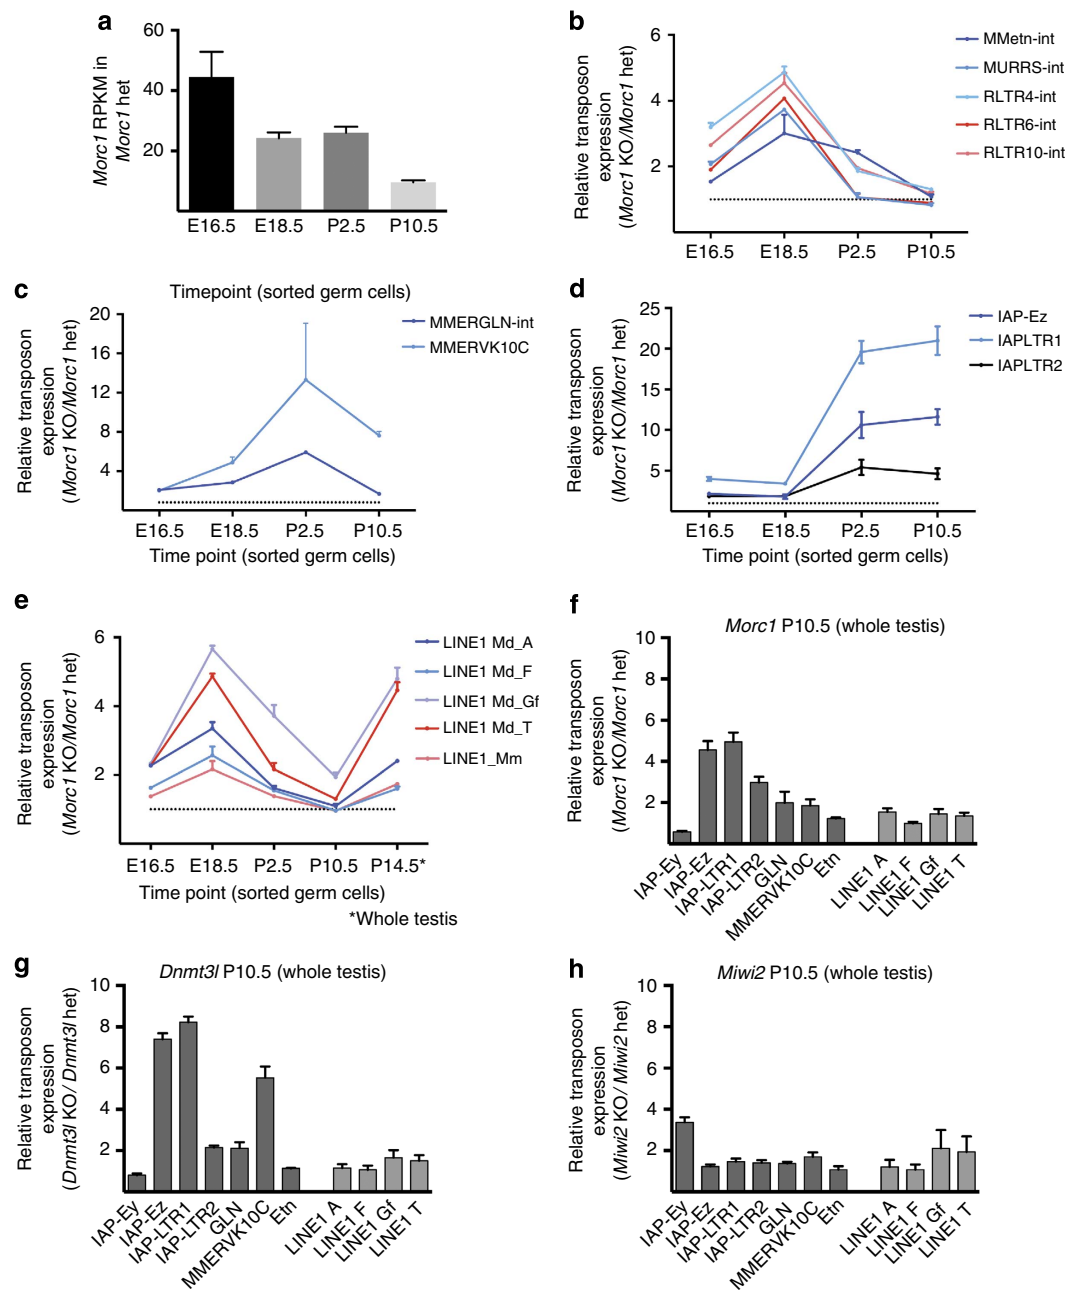 a
Morc1 RPKM in
Morc1 het
60
40
20
E16.5 E18.5 P2.5 P10.5
b
Relative transposon
expression
(Morc1 KO/Morc1 het)
6
4
2
E16.5 E18.5 P2.5 P10.5
MMetn-int
MURRS-int
RLTR4-int
RLTR6-int
RLTR10-int
c
Timepoint (sorted germ cells)
Relative transposon
expression
(Morc1 KO/Morc1 het)
20
16
12
8
4
MMERGLN-int
MMERVK10C
E16.5 E18.5 P2.5 P10.5
Time point (sorted germ cells)
d
Relative transposon
expression
(Morc1 KO/Morc1 het)
25
20
15
10
5
IAP-Ez
IAPLTR1
IAPLTR2
E16.5 E18.5 P2.5 P10.5
Time point (sorted germ cells)
e
Relative transposon
expression
(Morc1 KO/Morc1 het)
6
4
2
LINE1 Md_A
LINE1 Md_F
LINE1 Md_Gf
LINE1 Md_T
LINE1_Mm
E16.5 E18.5 P2.5 P10.5 P14.5*
Time point (sorted germ cells)
*Whole testis
f
Morc1 P10.5 (whole testis)
Relative transposon
expression
(Morc1 KO/Morc1 het)
10
8
6
4
2
IAP-Ey
IAP-Ez
IAP-LTR1
IAP-LTR2
GLN
MMERVK10C
Etn
LINE1 A
LINE1 F
LINE1 Gf
LINE1 T
g
Dnmt3l P10.5 (whole testis)
Relative transposon
expression
(Dnmt3l KO/ Dnmt3l het)
10
8
6
4
2
IAP-Ey
IAP-Ez
IAP-LTR1
IAP-LTR2
GLN
MMERVK10C
Etn
LINE1 A
LINE1 F
LINE1 Gf
LINE1 T
h
Miwi2 P10.5 (whole testis)
Relative transposon
expression
(Miwi2 KO/ Miwi2 het)
10
8
6
4
2
IAP-Ey
IAP-Ez
IAP-LTR1
IAP-LTR2
GLN
MMERVK10C
Etn
LINE1 A
LINE1 F
LINE1 Gf
LINE1 T